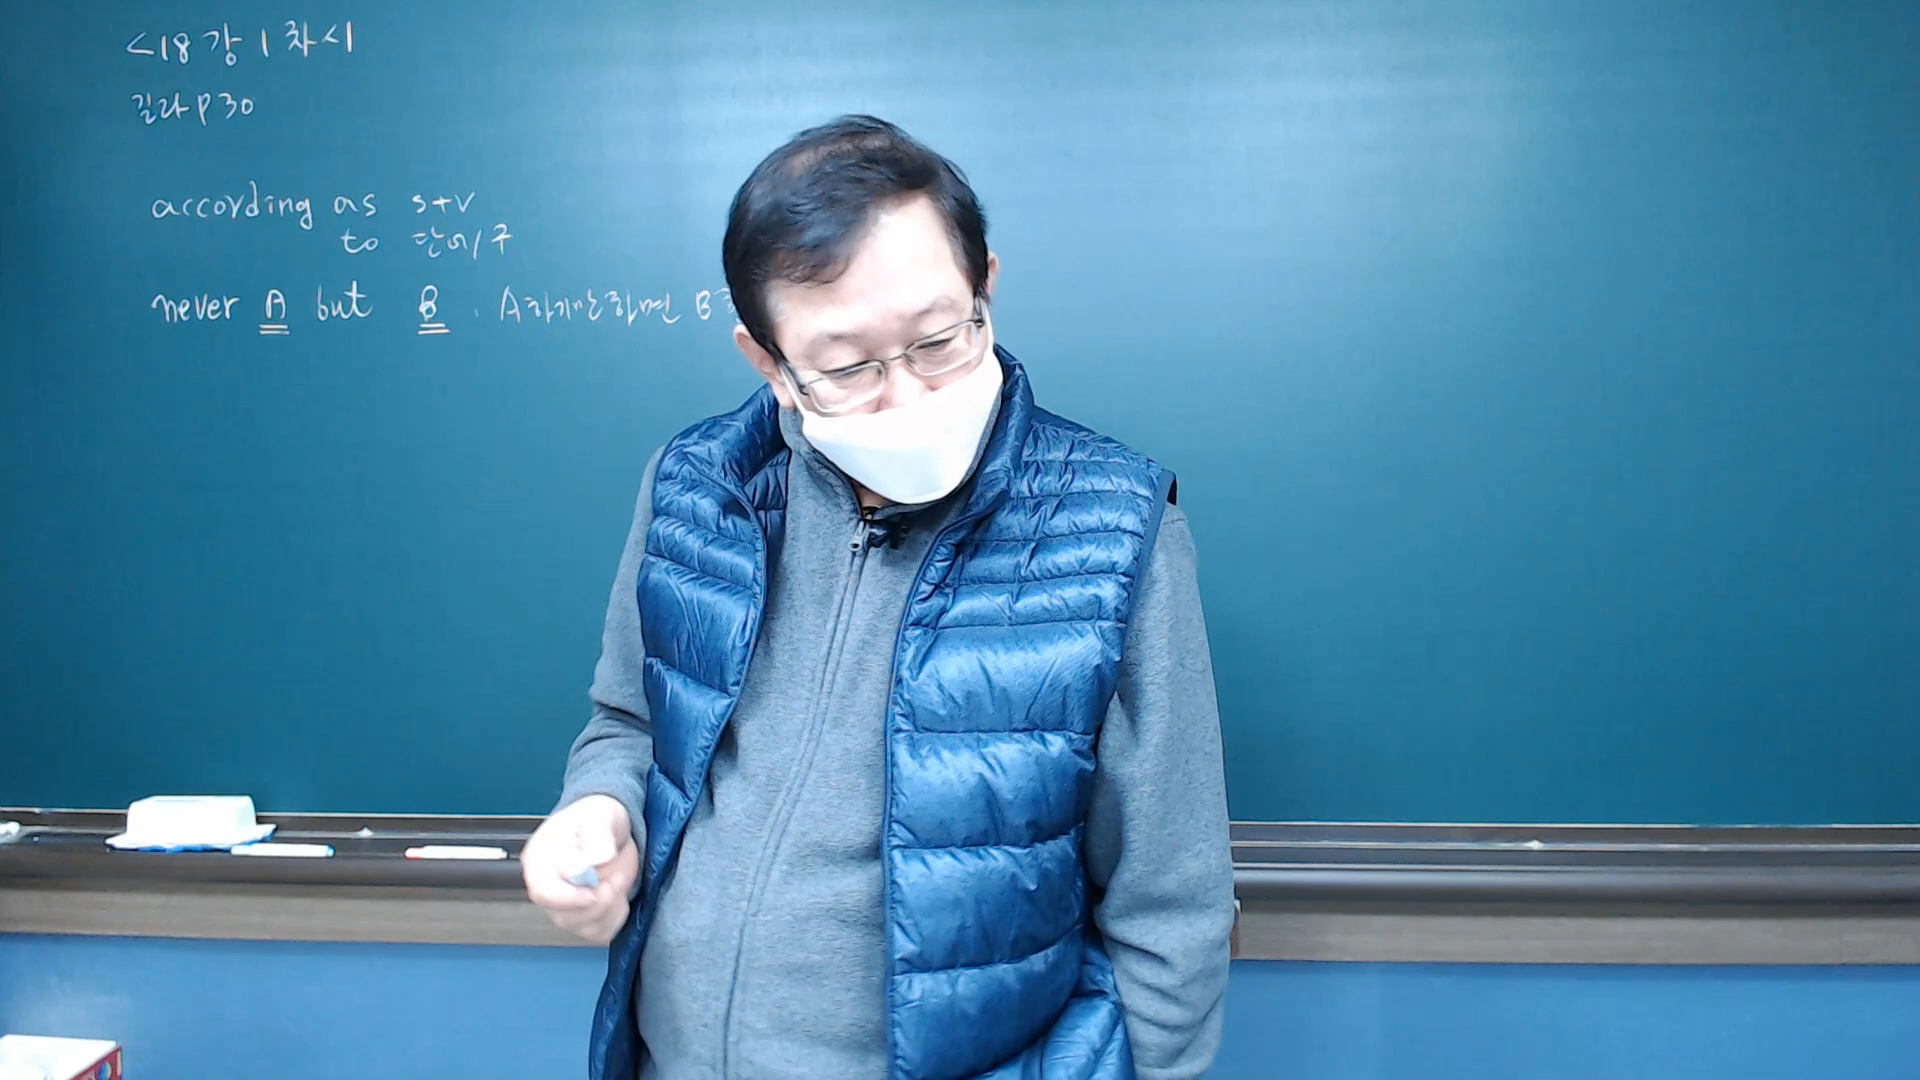 <18강 1차시
길라 P30
according as s+v
to 단어/구
never A but B . A하기만 하면 B